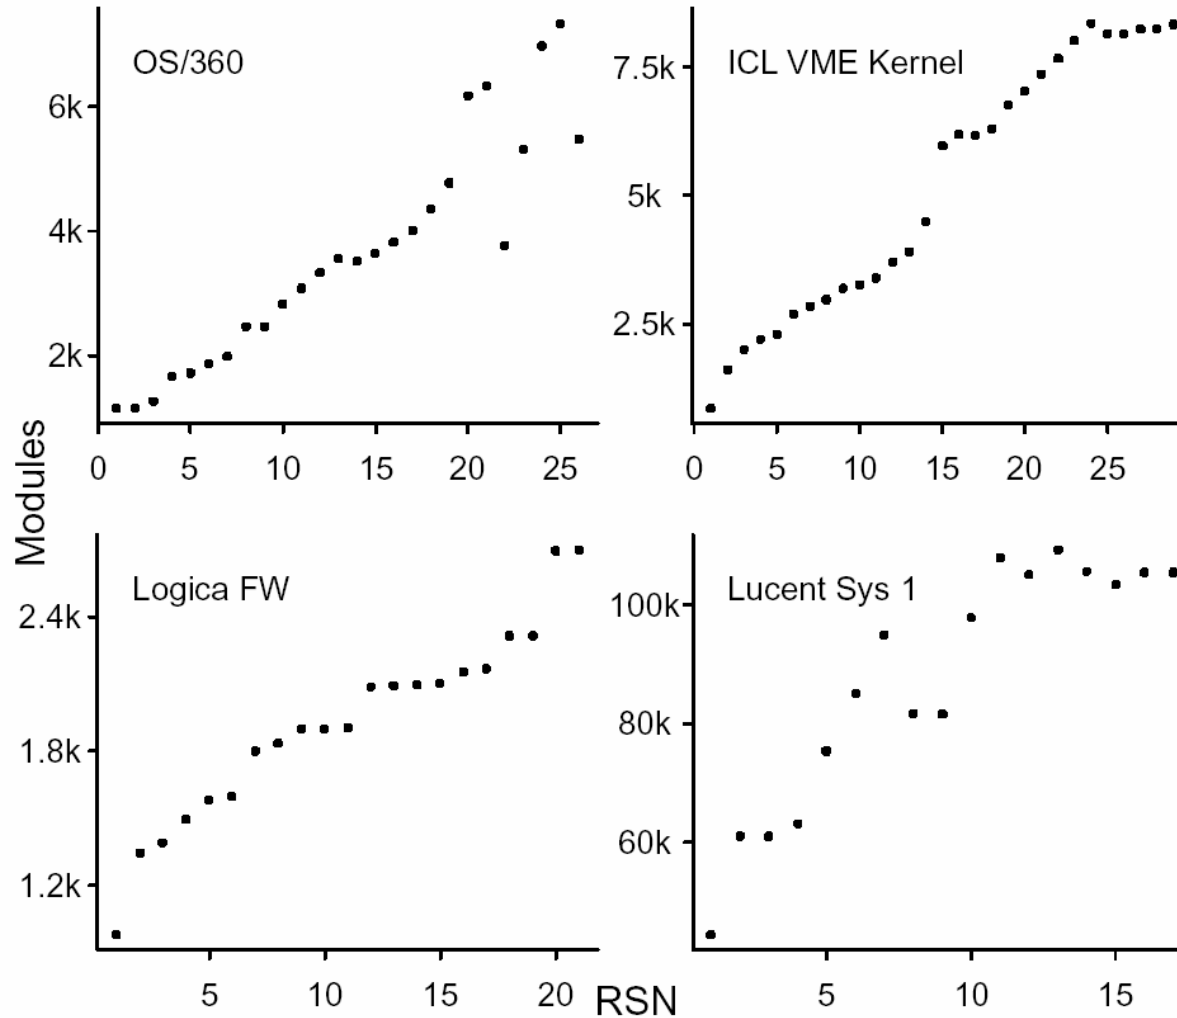 OS/360
6k
4k
2k
0 5 10 15 20 25
ICL VME Kernel
7.5k
5k
2.5k
0 5 10 15 20 25
Modules
Logica FW
2.4k
1.8k
1.2k
5 10 15 20
Lucent Sys 1
100k
80k
60k
5 10 15
RSN